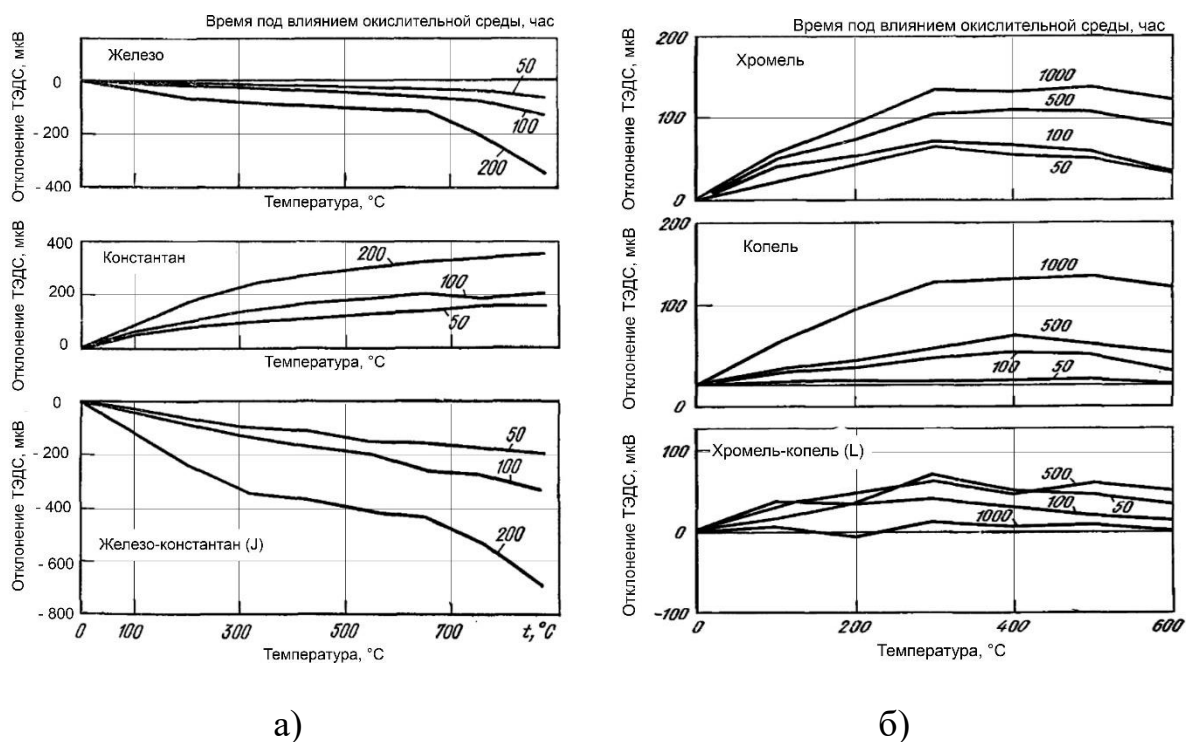 Время под влиянием окислительной среды, час
Отклонение ТЭДС, мкВ
Железо
0
- 200
- 400
50
100
200
Температура, °C
Отклонение ТЭДС, мкВ
Константан
400
200
0
200
100
50
Температура, °C
Отклонение ТЭДС, мкВ
Железо-константан (J)
0
- 200
- 400
- 600
- 800
50
100
200
0 100 300 500 700 t,°C
Температура, °C
а)
Время под влиянием окислительной среды, час
Отклонение ТЭДС, мкВ
Хромель
200
100
0
1000
500
100
50
Отклонение ТЭДС, мкВ
Копель
200
100
0
1000
500
100
50
Отклонение ТЭДС, мкВ
Хромель-копель (L)
100
0
-100
500
100
50
1000
0 200 400 600
Температура, °C
б)